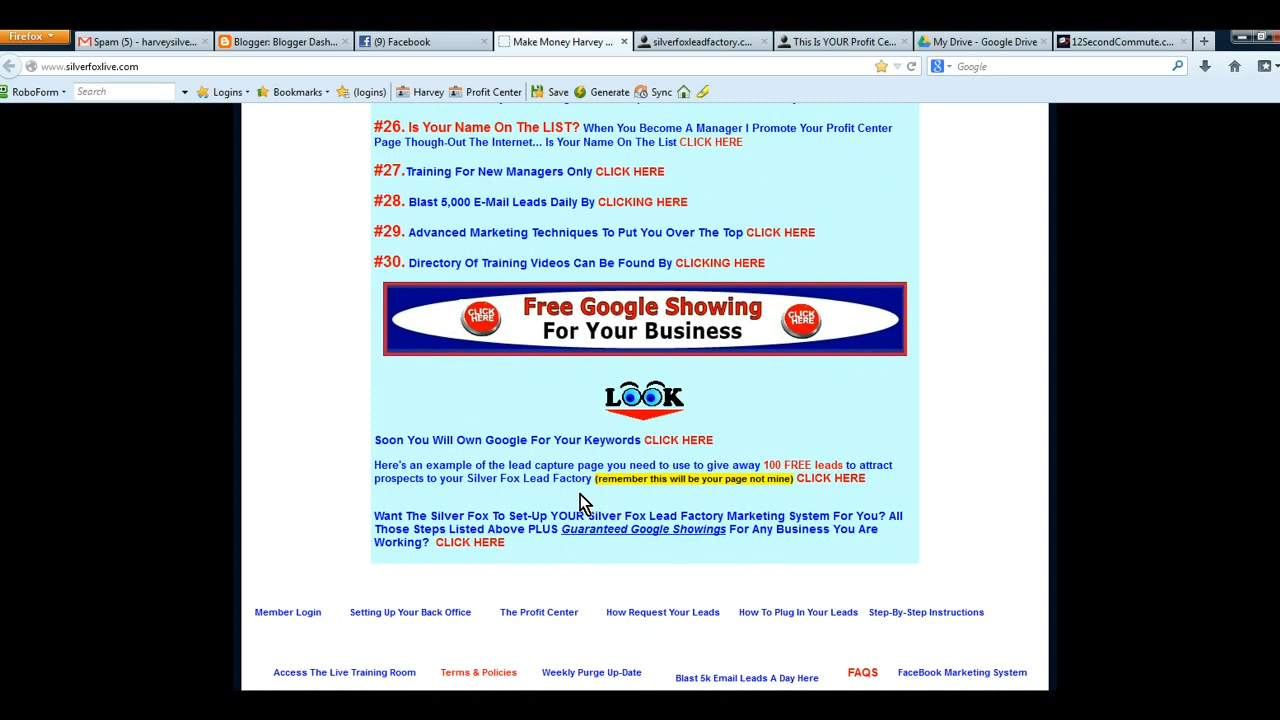 Firefox
Spam (5) - harveysilve...
Blogger: Blogger Dash...
(9) Facebook
Make Money Harvey ...
silverfoxleadfactory.c...
This Is YOUR Profit Ce...
My Drive - Google Drive
12SecondCommute.c...
www.silverfoxlive.com
Google
RoboForm
Search
Logins
Bookmarks
(logins)
Harvey
Profit Center
Save
Generate
Sync
#26. Is Your Name On The LIST? When You Become A Manager I Promote Your Profit Center
Page Though-Out The Internet... Is Your Name On The List CLICK HERE
#27.Training For New Managers Only CLICK HERE
#28. Blast 5,000 E-Mail Leads Daily By CLICKING HERE
#29. Advanced Marketing Techniques To Put You Over The Top CLICK HERE
#30. Directory Of Training Videos Can Be Found By CLICKING HERE
CLICK HERE
Free Google Showing
For Your Business
CLICK HERE
LOOK
Soon You Will Own Google For Your Keywords CLICK HERE
Here's an example of the lead capture page you need to use to give away 100 FREE leads to attract
prospects to your Silver Fox Lead Factory (remember this will be your page not mine) CLICK HERE
Want The Silver Fox To Set-Up YOUR Silver Fox Lead Factory Marketing System For You? All
Those Steps Listed Above PLUS Guaranteed Google Showings For Any Business You Are
Working? CLICK HERE
Member Login
Setting Up Your Back Office
The Profit Center
How Request Your Leads
How To Plug In Your Leads
Step-By-Step Instructions
Access The Live Training Room
Terms & Policies
Weekly Purge Up-Date
Blast 5k Email Leads A Day Here
FAQS
FaceBook Marketing System